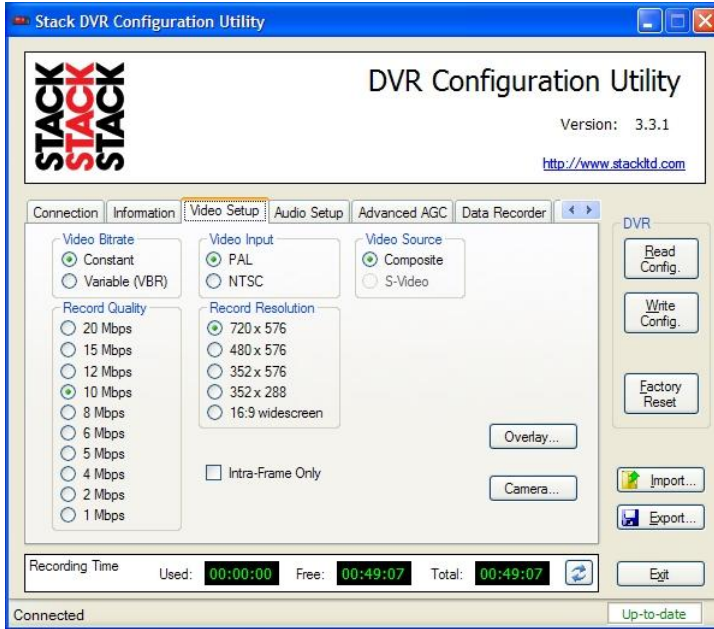 Stack DVR Configuration Utility
STACK
STACK
STACK
DVR Configuration Utility
Version: 3.3.1
http://www.stackltd.com
Connection Information Video Setup Audio Setup Advanced AGC Data Recorder
Video Bitrate
Constant
Variable (VBR)
Video Input
PAL
NTSC
Video Source
Composite
S-Video
Record Quality
20 Mbps
15 Mbps
12 Mbps
10 Mbps
8 Mbps
6 Mbps
5 Mbps
4 Mbps
2 Mbps
1 Mbps
Record Resolution
720 x 576
480 x 576
352 x 576
352 x 288
16:9 widescreen
Intra-Frame Only
Overlay...
Camera...
DVR
Read
Config.
Write
Config.
Factory
Reset
Import...
Export...
Recording Time Used: 00:00:00 Free: 00:49:07 Total: 00:49:07
Exit
Connected Up-to-date